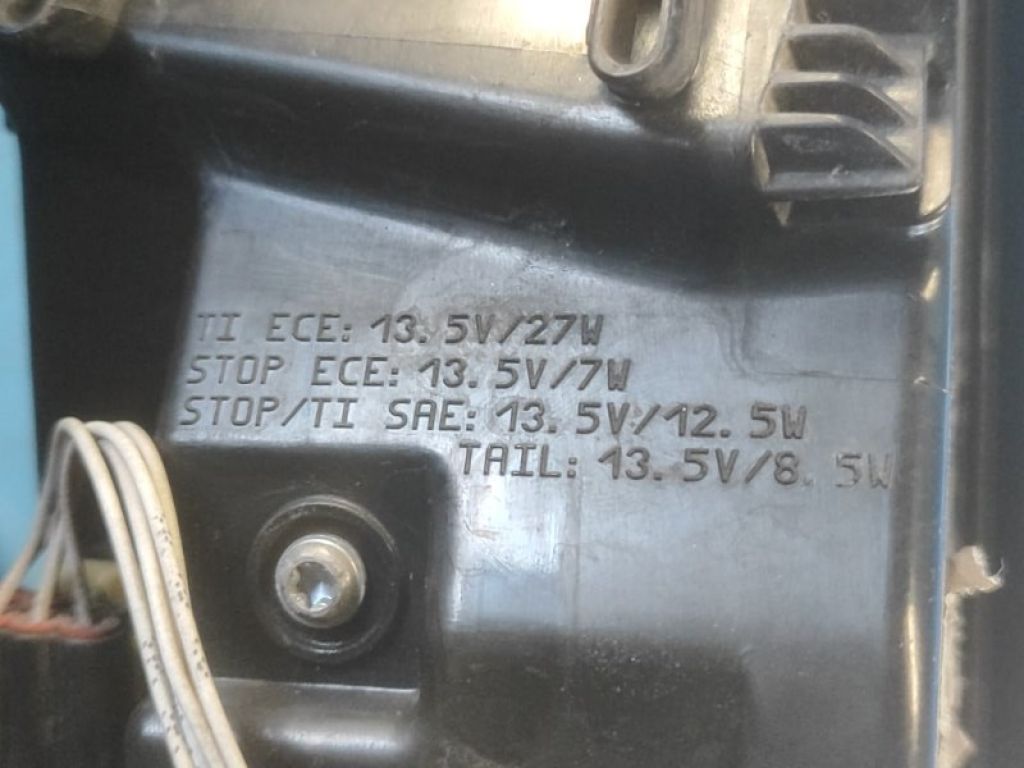 TI ECE: 13.5V/27W
STOP ECE: 13.5V/7W
STOP/TI SAE: 13.5V/12.5W
TAIL: 13.5V/8.5W